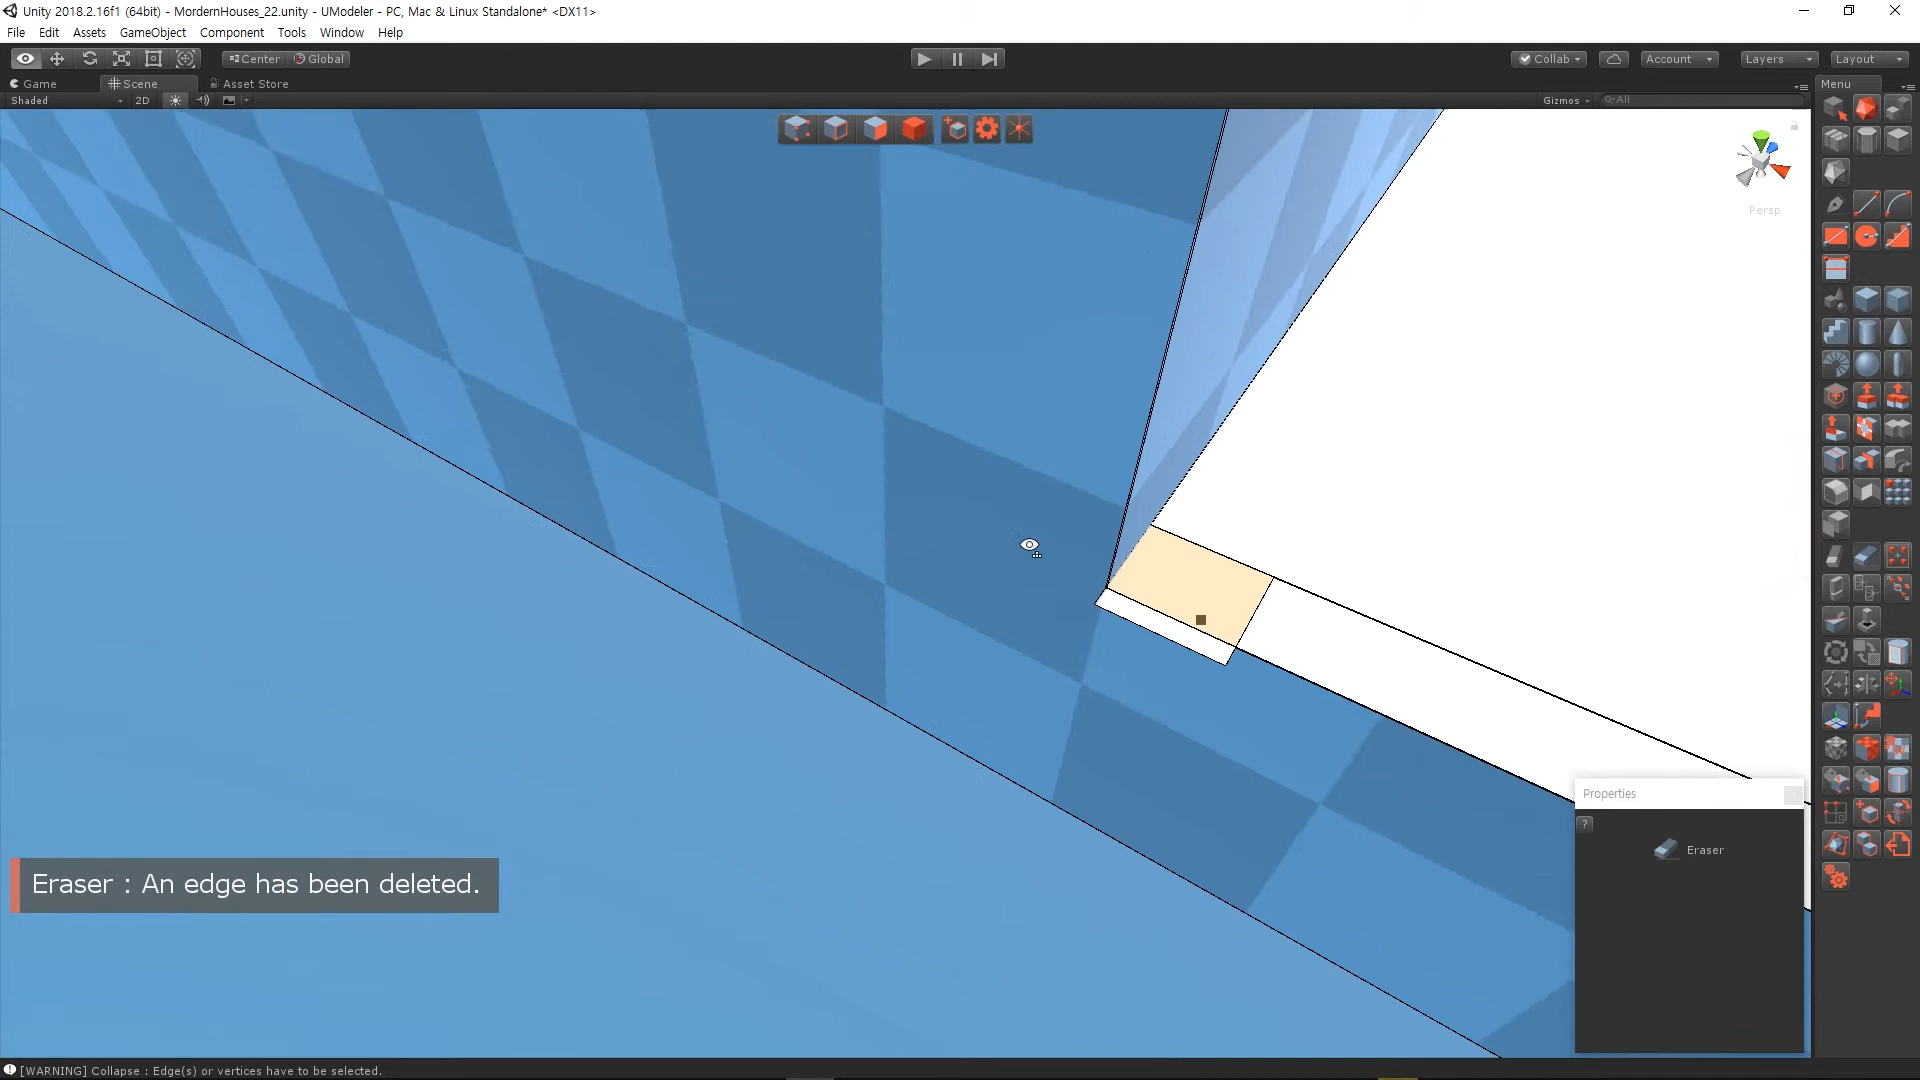 Unity 2018.2.16f1 (64bit) - MordernHouses_22.unity - UModeler - PC, Mac & Linux Standalone* <DX11>
File Edit Assets GameObject Component Tools Window Help
Center Global Collab Account Layers Layout
Game Scene Asset Store Menu
Shaded 2D Gizmos All
Persp
Properties
?
Eraser
Eraser : An edge has been deleted.
[WARNING] Collapse : Edge(s) or vertices have to be selected.